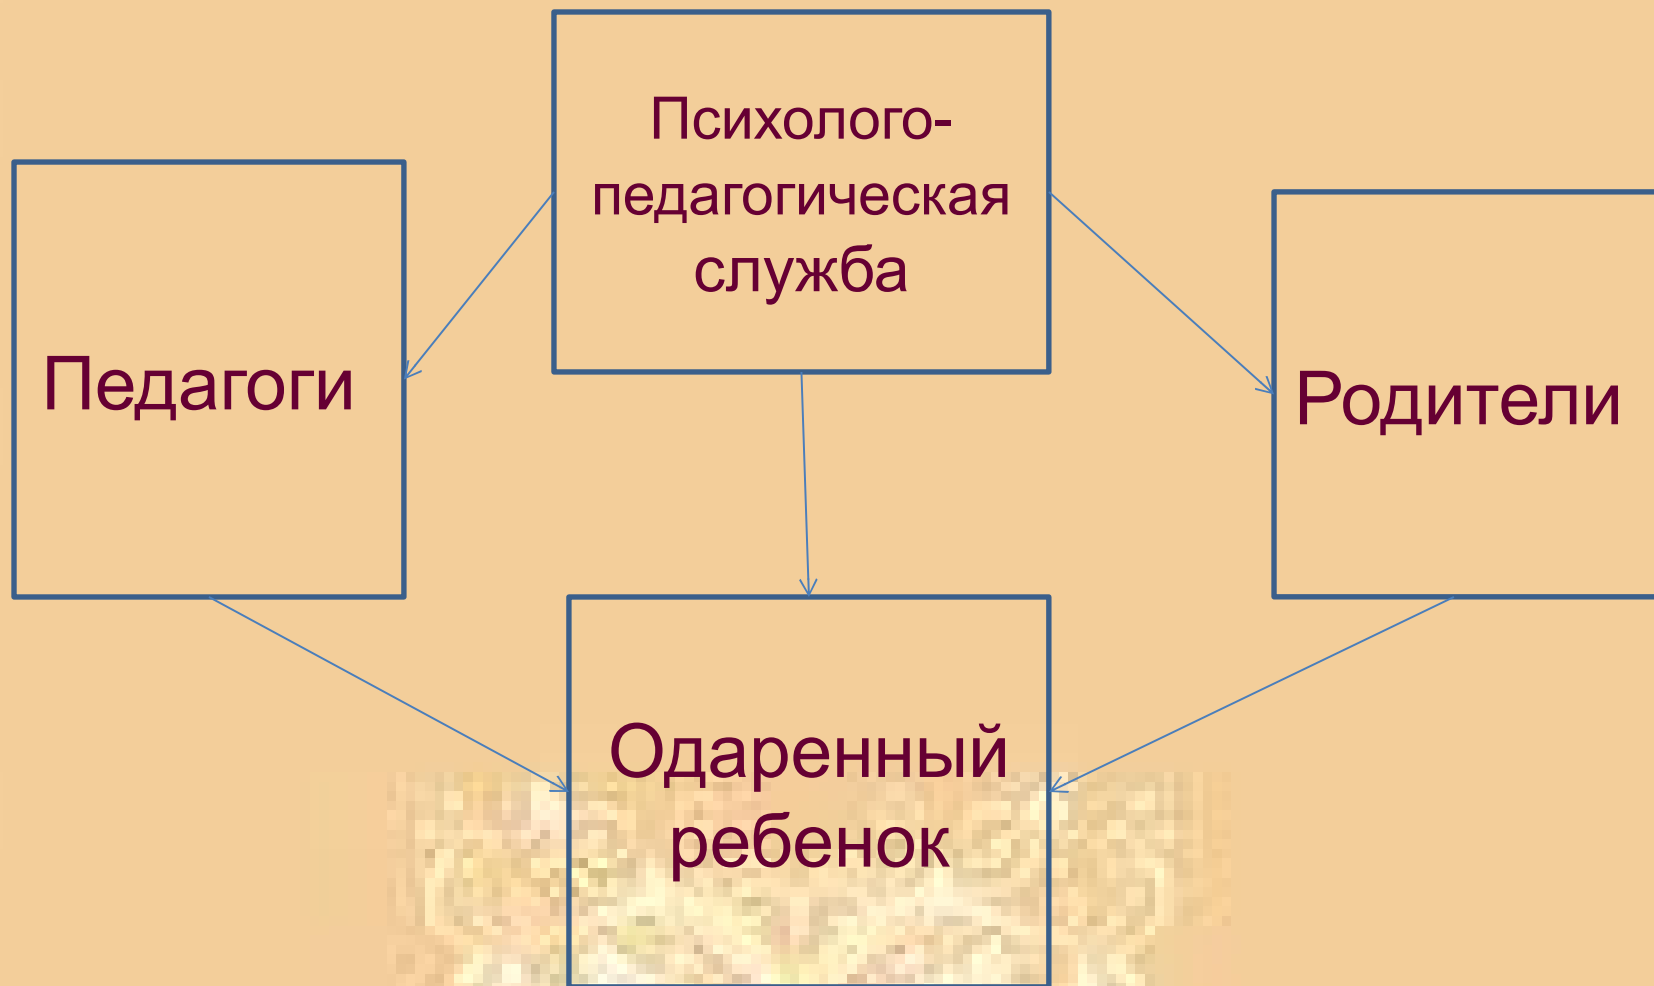 Психолого-
педагогическая
служба
Педагоги
Родители
Одаренный
ребенок